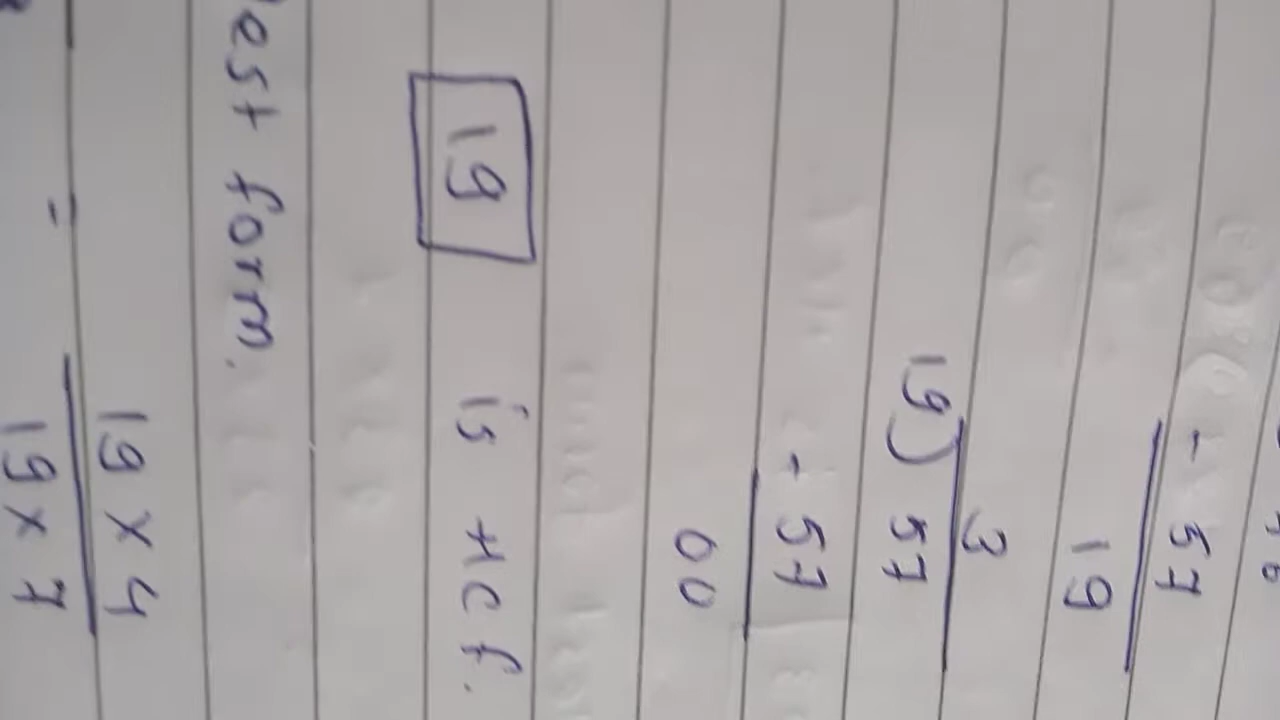 - 57
19
3
19) 57
- 57
00
19 is HCf.
est form.
19 x 4
= 
19 x 7